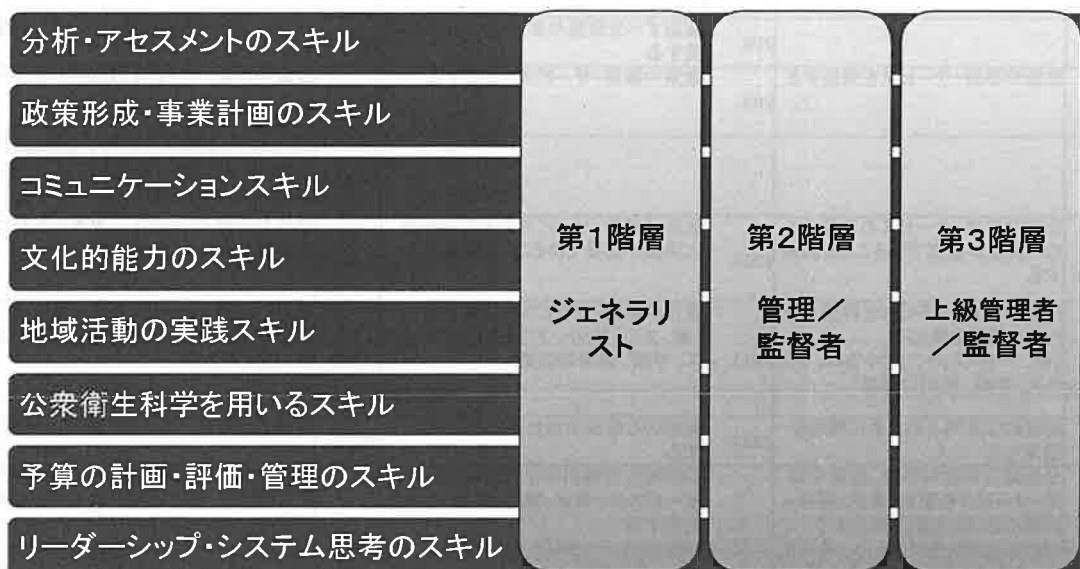 分析・アセスメントのスキル
政策形成・事業計画のスキル
コミュニケーションスキル
文化的能力のスキル
地域活動の実践スキル
公衆衛生科学を用いるスキル
予算の計画・評価・管理のスキル
リーダーシップ・システム思考のスキル
第1階層
ジェネラリ
スト
第2階層
管理／
監督者
第3階層
上級管理者
／監督者